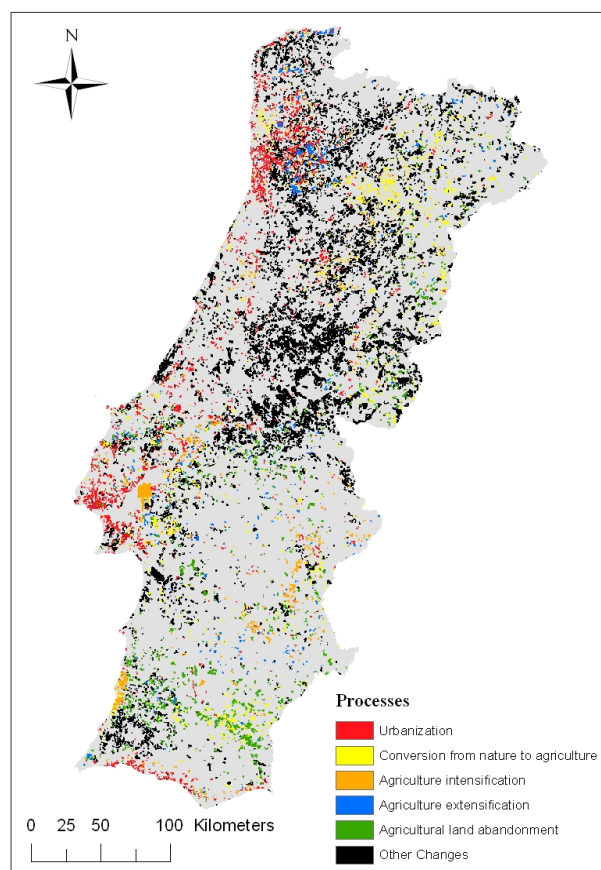 N
Processes
Urbanization
Conversion from nature to agriculture
Agriculture intensification
Agriculture extensification
Agricultural land abandonment
Other Changes
0 25 50 100 Kilometers